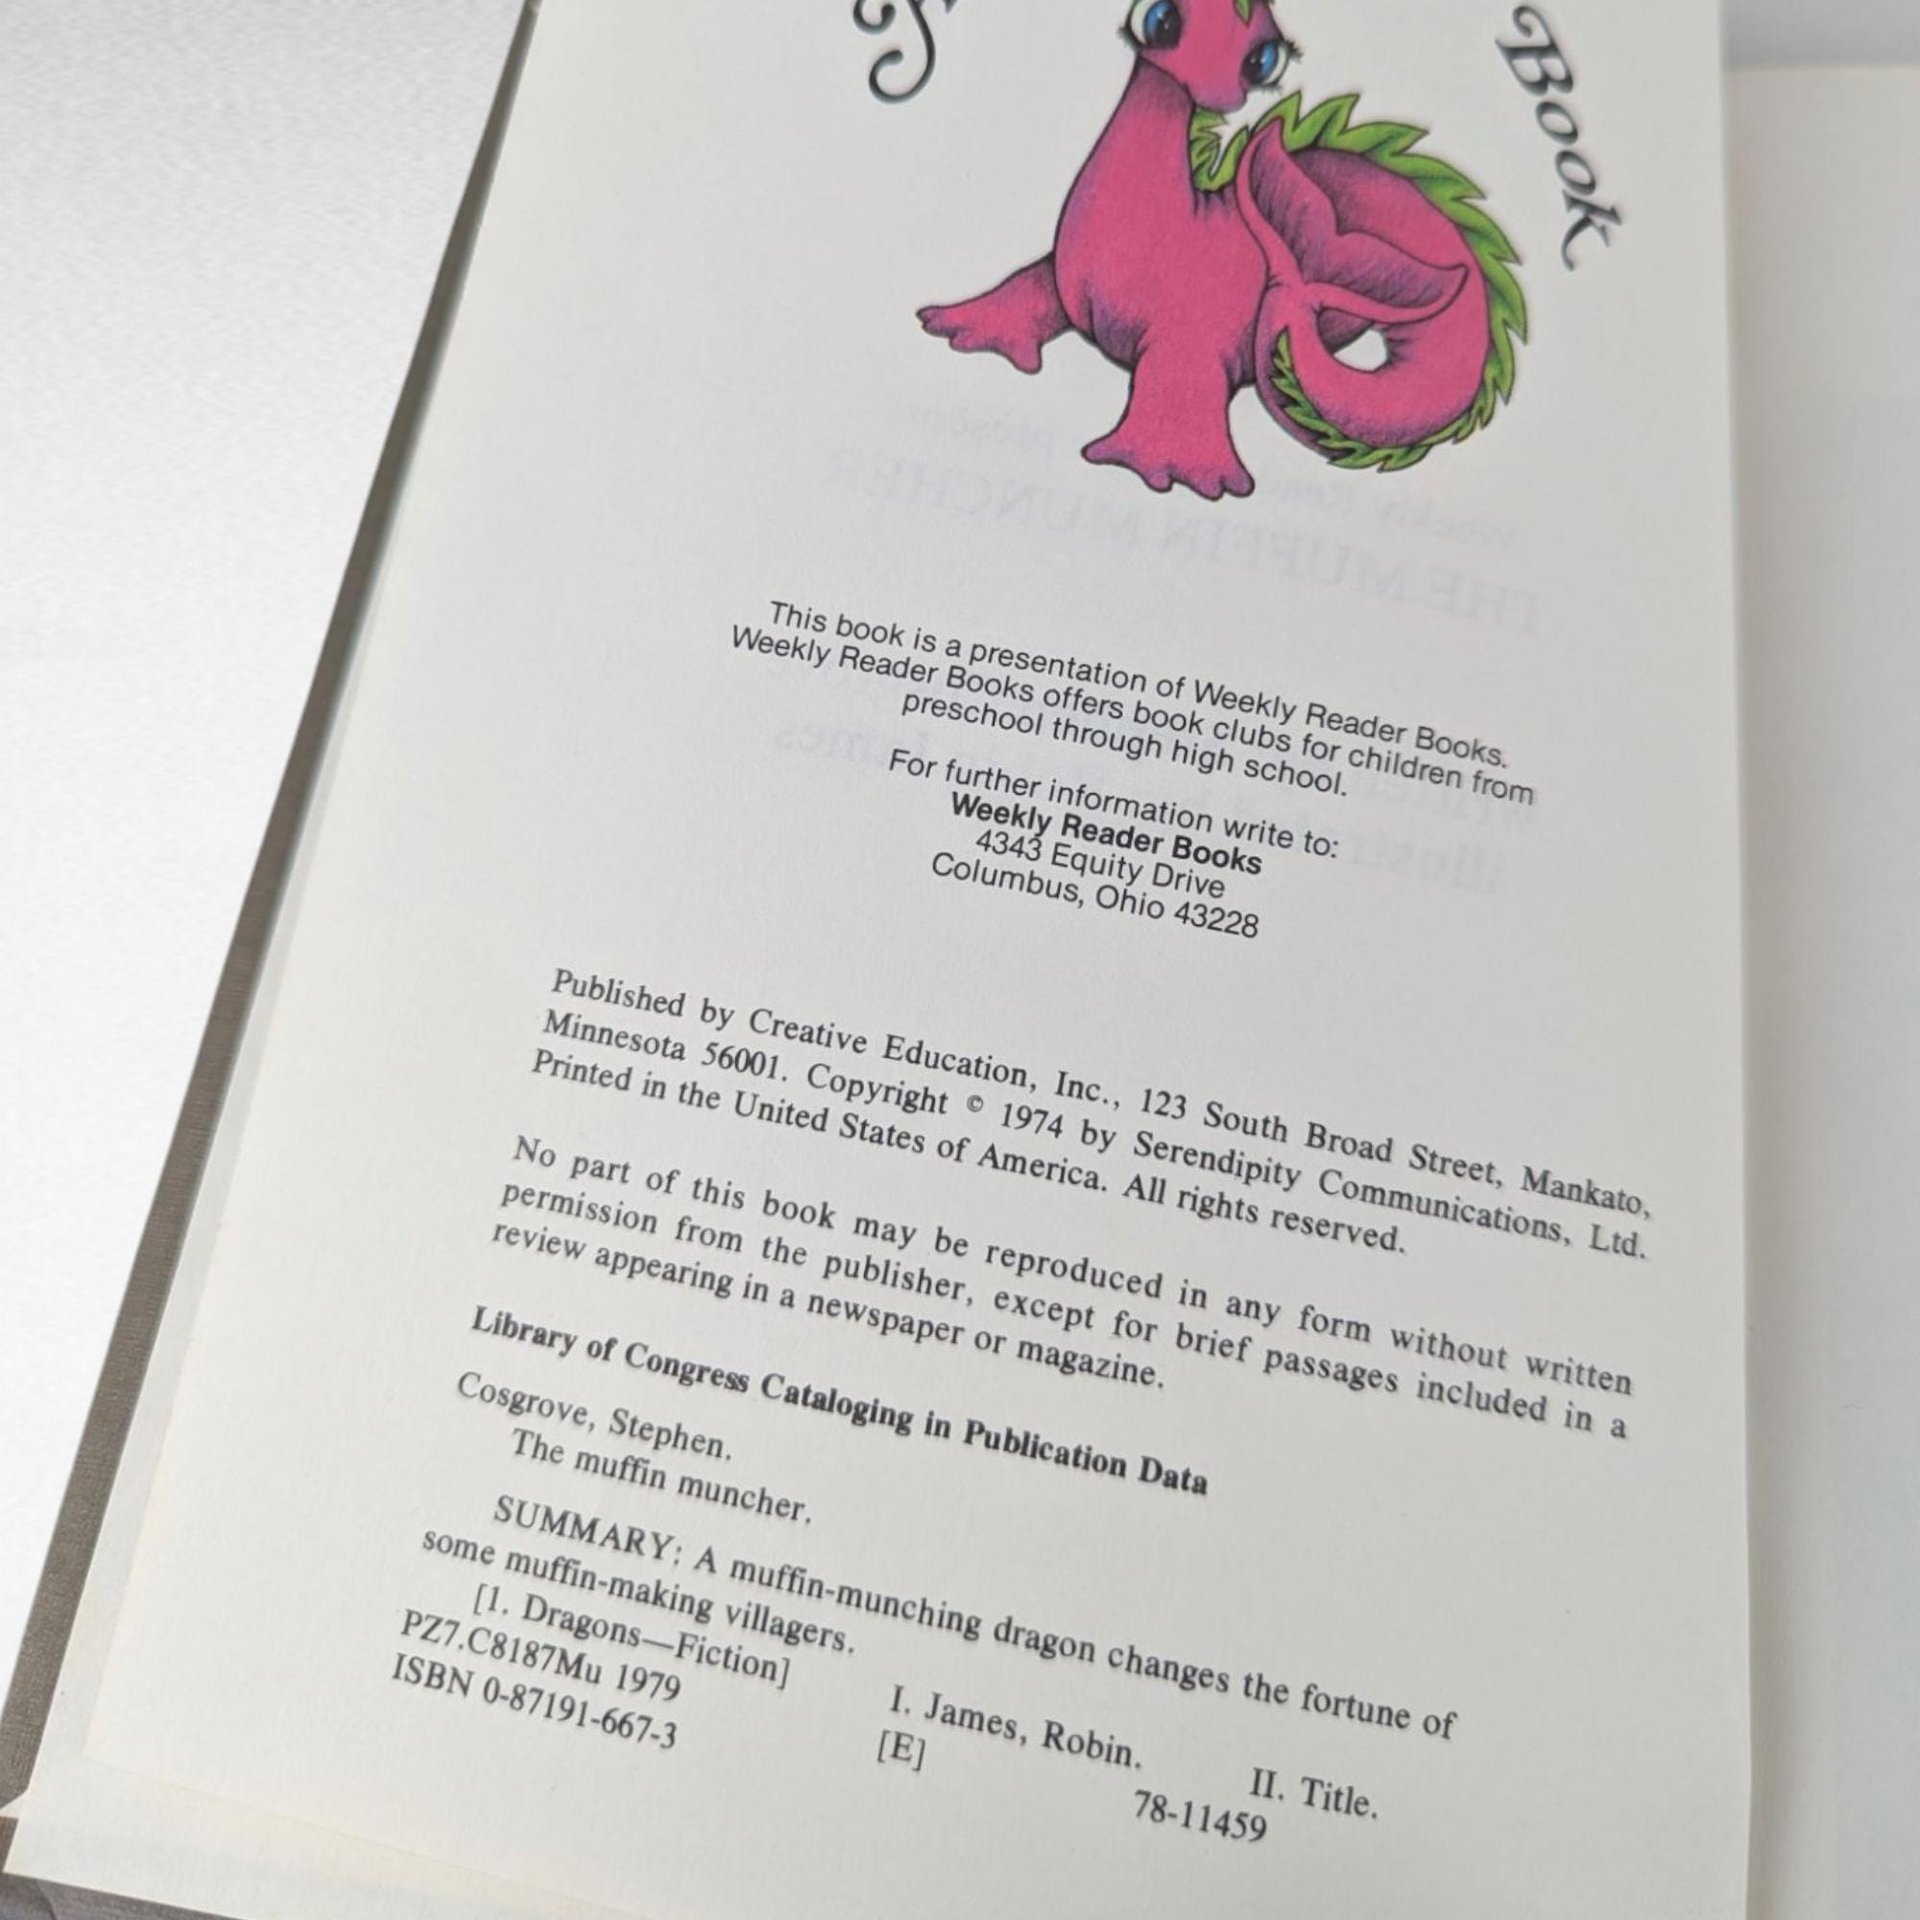 Book
This book is a presentation of Weekly Reader Books.
Weekly Reader Books offers book clubs for children from
preschool through high school.
For further information write to:
Weekly Reader Books
4343 Equity Drive
Columbus, Ohio 43228
Published by Creative Education, Inc., 123 South Broad Street, Mankato,
Minnesota 56001. Copyright © 1974 by Serendipity Communications, Ltd.
Printed in the United States of America. All rights reserved.
No part of this book may be reproduced in any form without written
permission from the publisher, except for brief passages included in a
review appearing in a newspaper or magazine.
Library of Congress Cataloging in Publication Data
Cosgrove, Stephen.
The muffin muncher.
SUMMARY: A muffin-munching dragon changes the fortune of
some muffin-making villagers.
[1. Dragons—Fiction] I. James, Robin. II. Title.
PZ7.C8187Mu 1979 [E] 78-11459
ISBN 0-87191-667-3